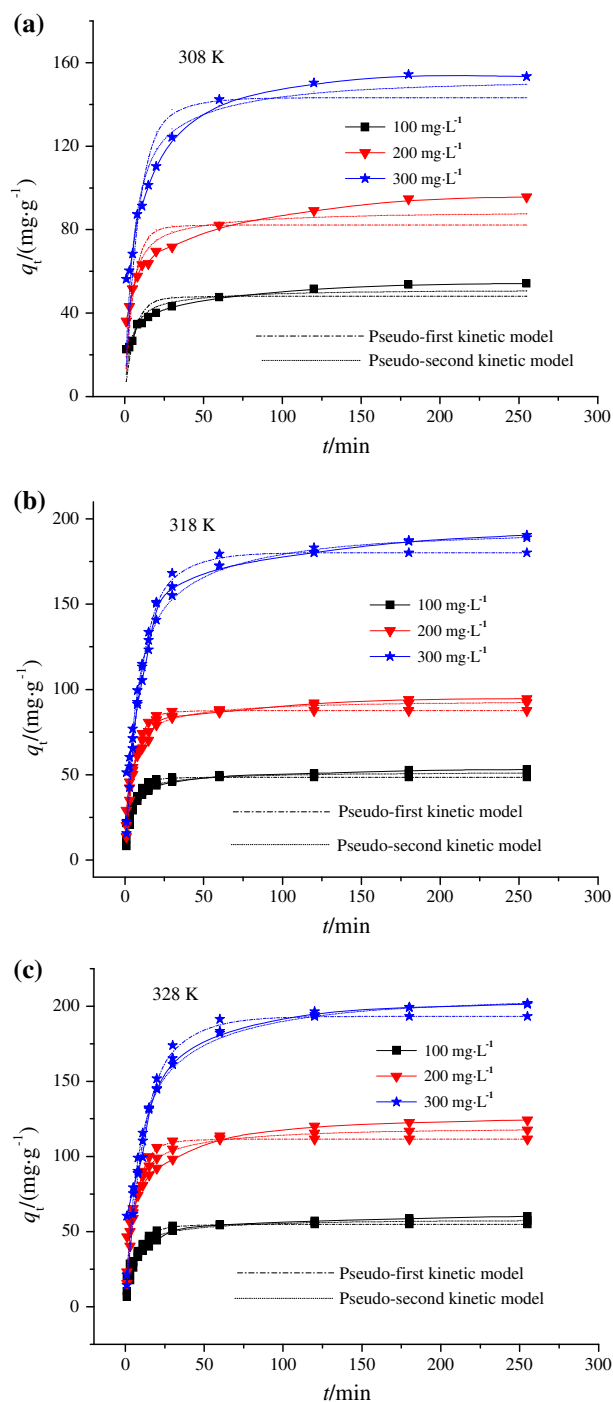 (a)
308 K
160
120
80
40
0
qt/(mg·g-1)
100 mg·L-1
200 mg·L-1
300 mg·L-1
Pseudo-first kinetic model
Pseudo-second kinetic model
0 50 100 150 200 250 300
t/min
(b)
318 K
200
150
100
50
0
qt/(mg·g-1)
100 mg·L-1
200 mg·L-1
300 mg·L-1
Pseudo-first kinetic model
Pseudo-second kinetic model
0 50 100 150 200 250 300
t/min
(c)
328 K
200
150
100
50
0
qt/(mg·g-1)
100 mg·L-1
200 mg·L-1
300 mg·L-1
Pseudo-first kinetic model
Pseudo-second kinetic model
0 50 100 150 200 250 300
t/min